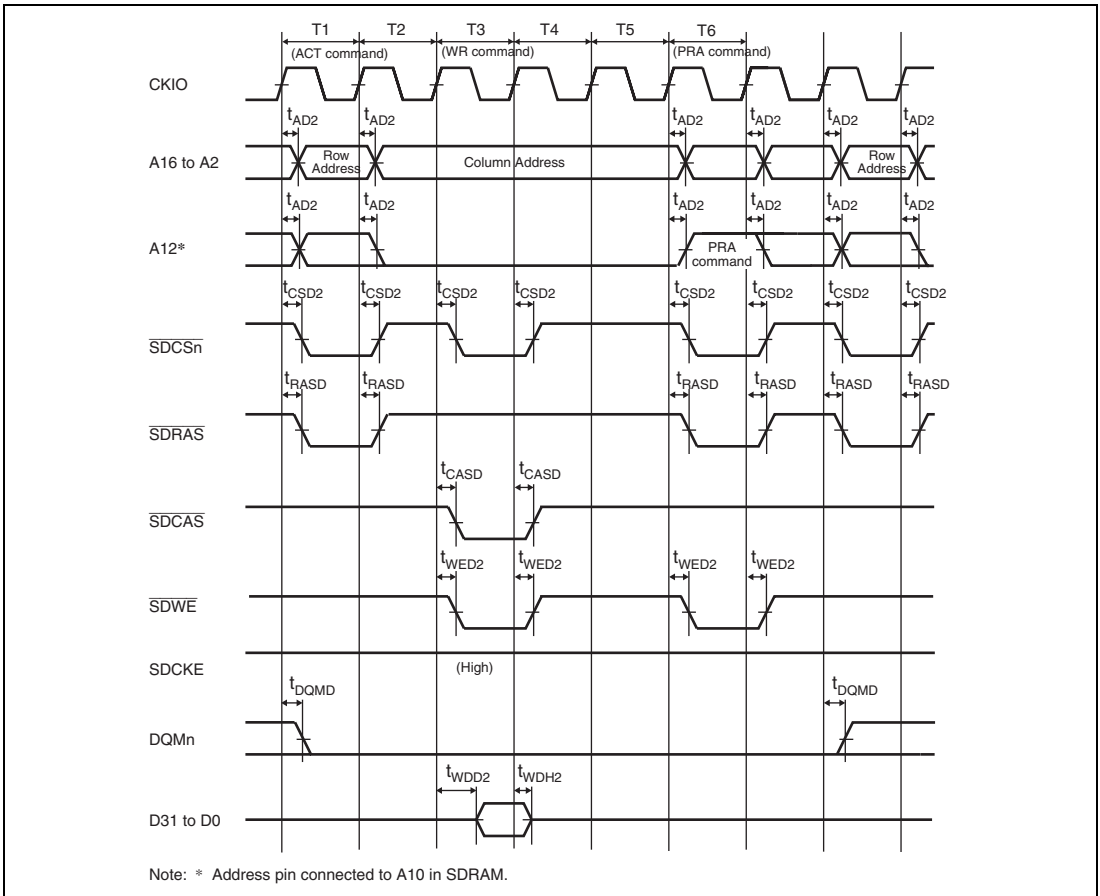 T1 T2 T3 T4 T5 T6
(ACT command) (WR command) (PRA command)
CKIO
tAD2 tAD2 tAD2 tAD2 tAD2 tAD2
A16 to A2 Row Address Column Address Row Address
tAD2 tAD2 tAD2 tAD2 tAD2 tAD2
A12* PRA command
tCSD2 tCSD2 tCSD2 tCSD2 tCSD2 tCSD2 tCSD2 tCSD2
SDCSn
tRASD tRASD tRASD tRASD tRASD tRASD
SDRAS
tCASD tCASD
SDCAS
tWED2 tWED2 tWED2 tWED2
SDWE
SDCKE (High)
tDQMD tDQMD
DQMn
tWDD2 tWDH2
D31 to D0
Note: * Address pin connected to A10 in SDRAM.